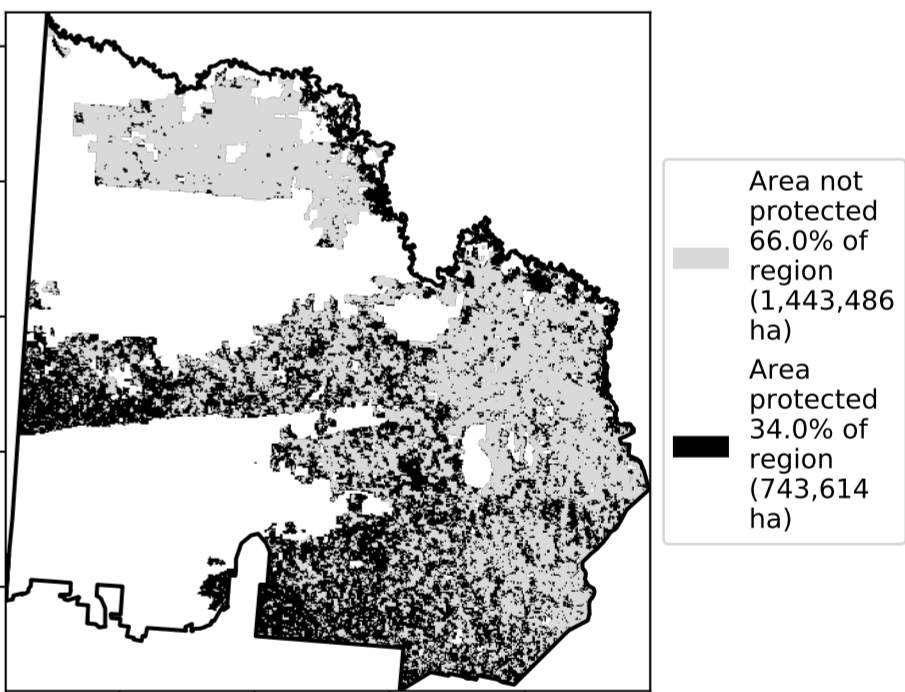 Area not
protected
66.0% of
region
(1,443,486
ha)
Area
protected
34.0% of
region
(743,614
ha)